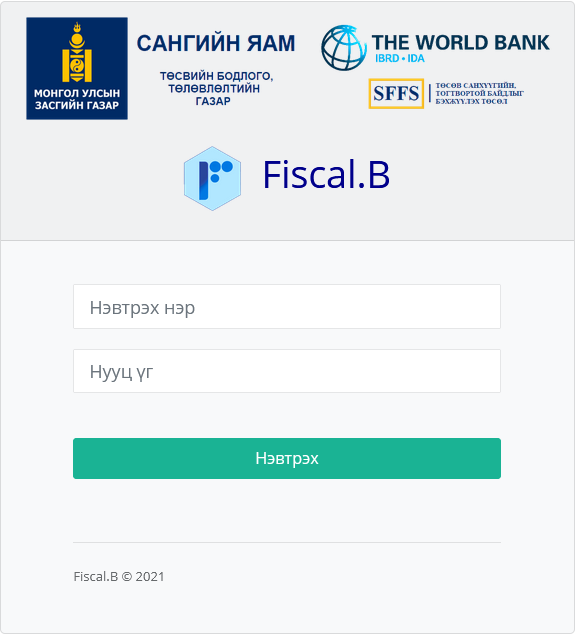 МОНГОЛ УЛСЫН
ЗАСГИЙН ГАЗАР
САНГИЙН ЯАМ
ТӨСВИЙН БОДЛОГО,
ТӨЛӨВЛӨЛТИЙН
ГАЗАР
THE WORLD BANK
IBRD • IDA
SFFS
ТӨСӨВ САНХҮҮГИЙН,
ТОГТВОРТОЙ БАЙДЛЫГ
БЭХЖҮҮЛЭХ ТӨСӨЛ
Fiscal.B
Нэвтрэх нэр
Нууц үг
Нэвтрэх
Fiscal.B © 2021